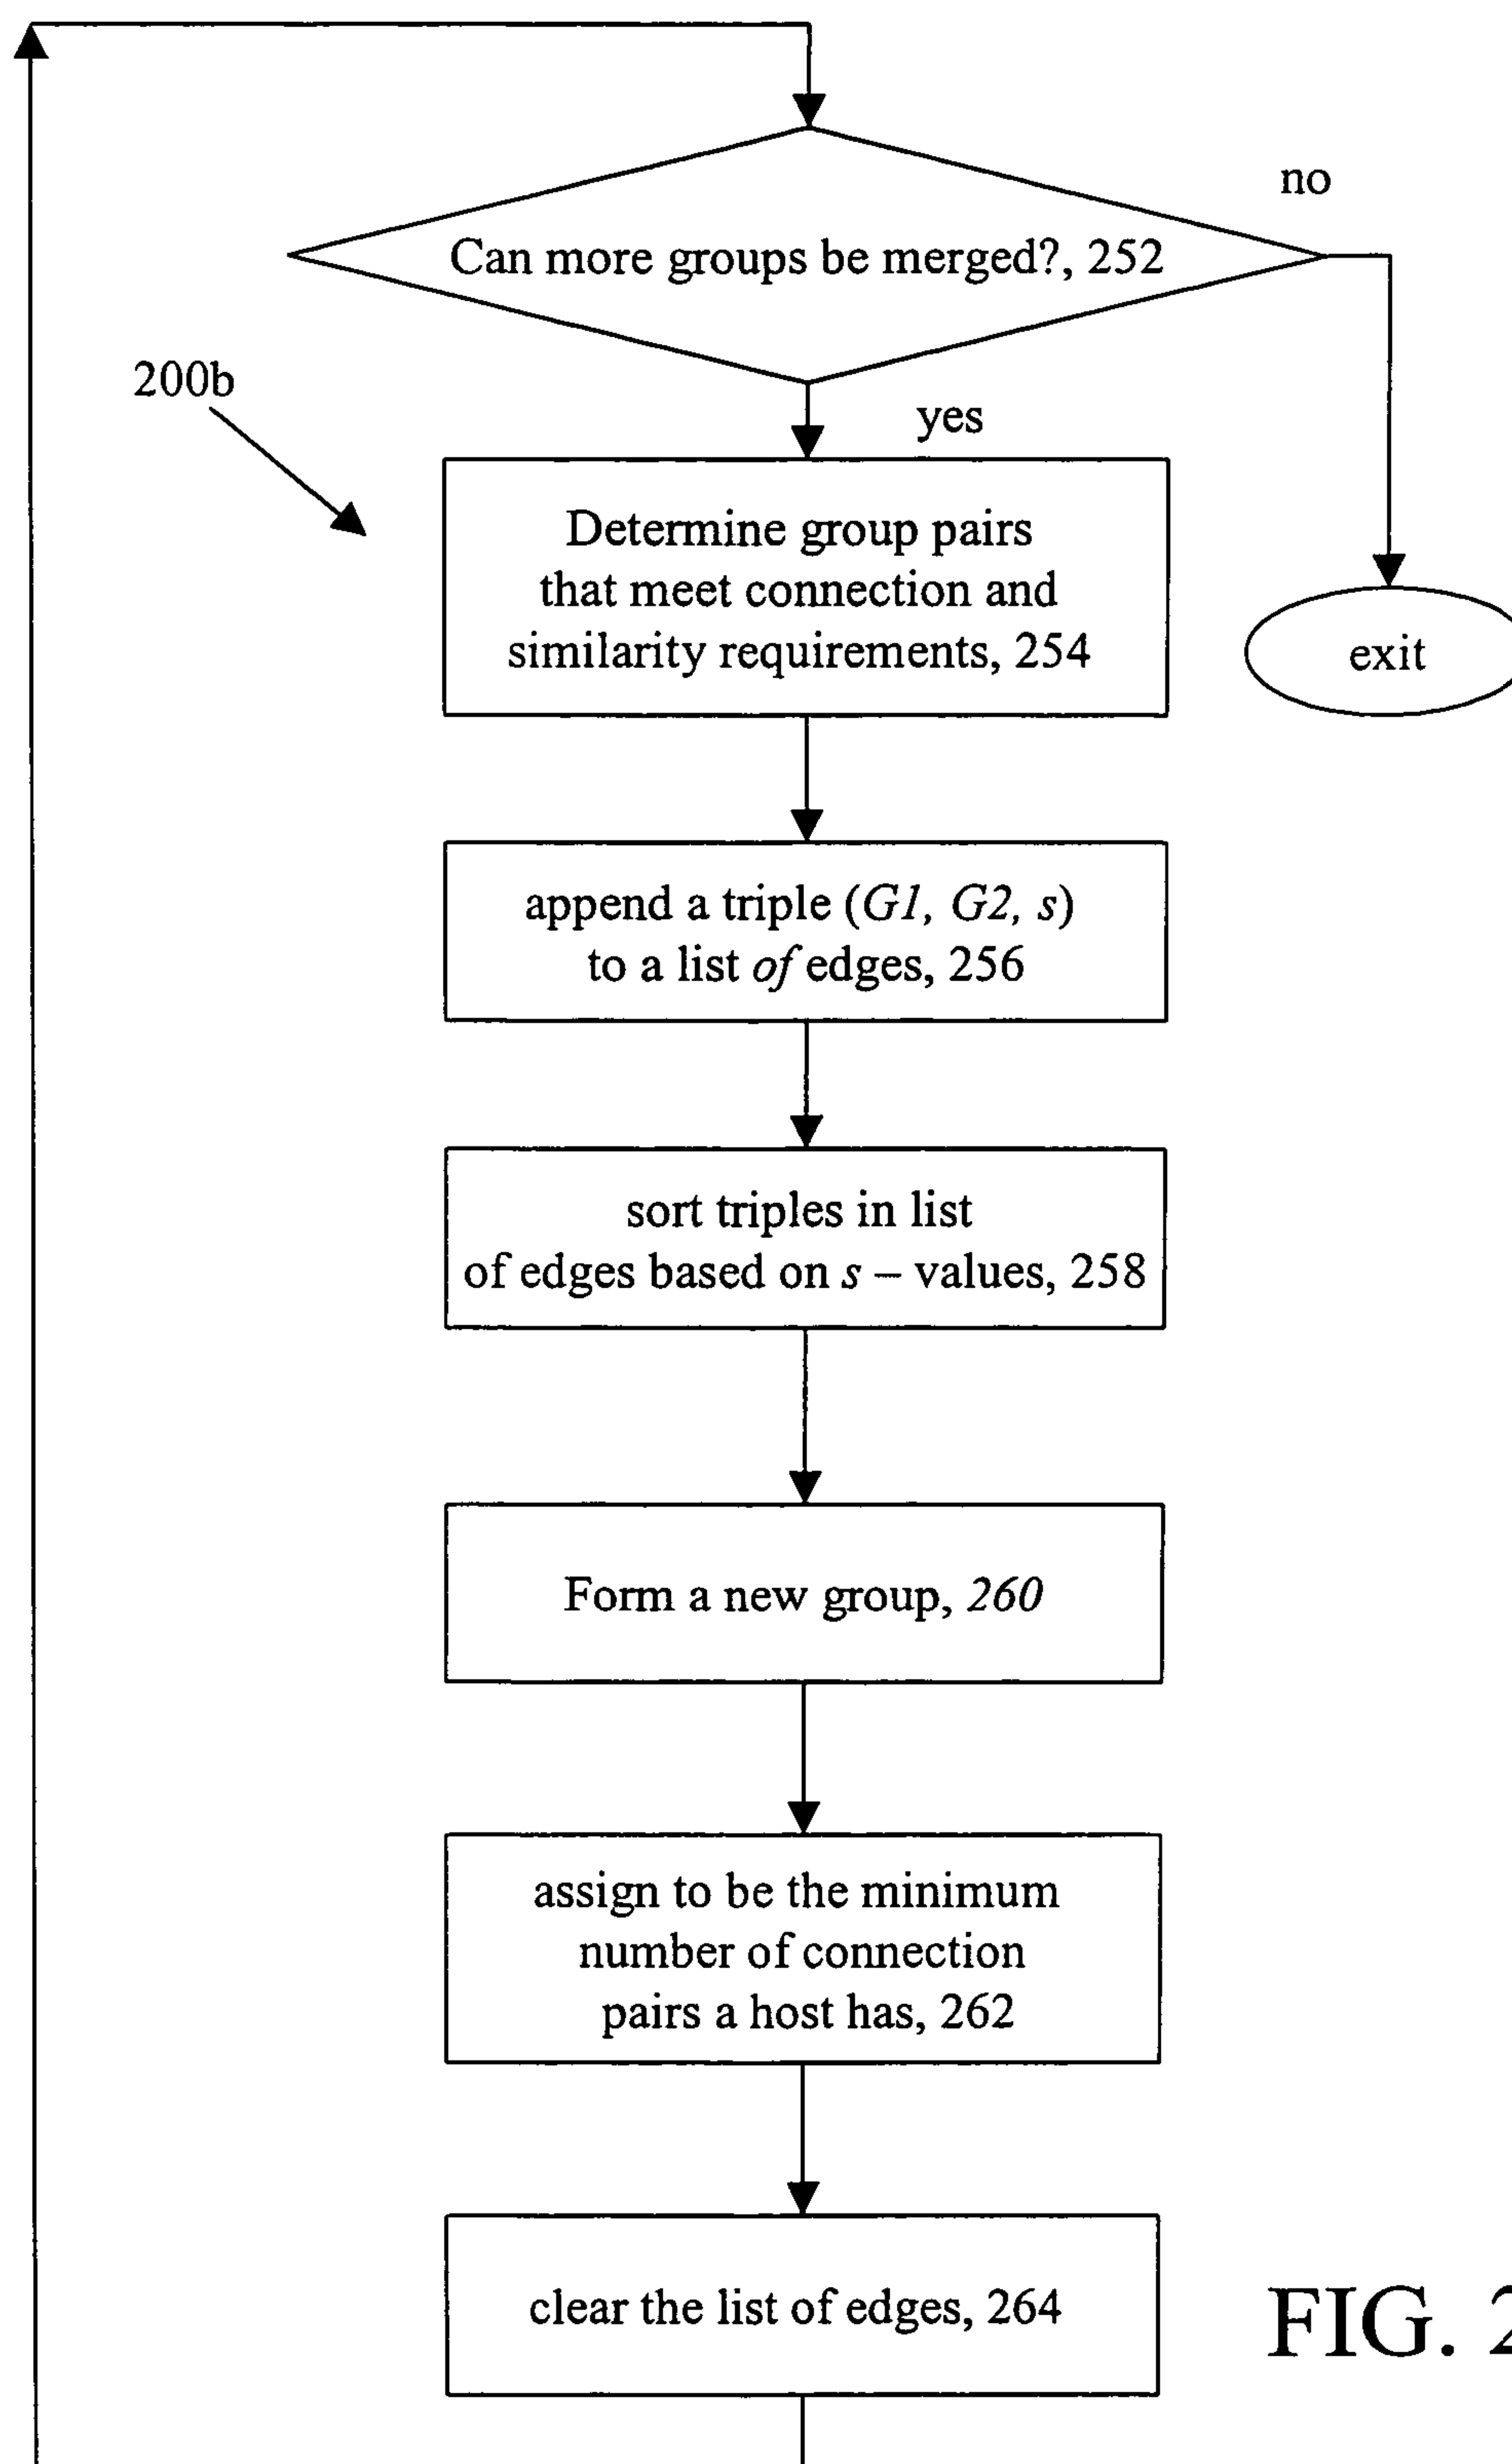 no
Can more groups be merged?, 252
200b
yes
Determine group pairs
that meet connection and
similarity requirements, 254
exit
append a triple (G1, G2, s)
to a list of edges, 256
sort triples in list
of edges based on s – values, 258
Form a new group, 260
assign to be the minimum
number of connection
pairs a host has, 262
clear the list of edges, 264
FIG. 2